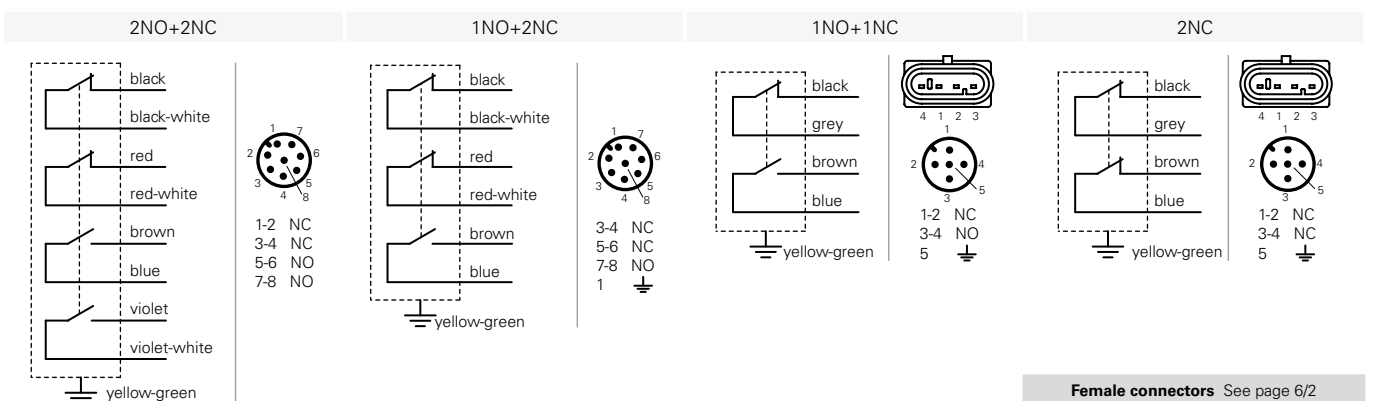 2NO+2NC
black
black-white
red
red-white
brown
blue
violet
violet-white
yellow-green
1 7
2 6
3 5
4 8
1-2 NC
3-4 NC
5-6 NO
7-8 NO
1NO+2NC
black
black-white
red
red-white
brown
blue
yellow-green
1 7
2 6
3 5
4 8
3-4 NC
5-6 NC
7-8 NO
1
1NO+1NC
black
grey
brown
blue
yellow-green
4 1 2 3
1
2 4
5
3
1-2 NC
3-4 NO
5
2NC
black
grey
brown
blue
yellow-green
4 1 2 3
1
2 4
5
3
1-2 NC
3-4 NC
5
Female connectors See page 6/2